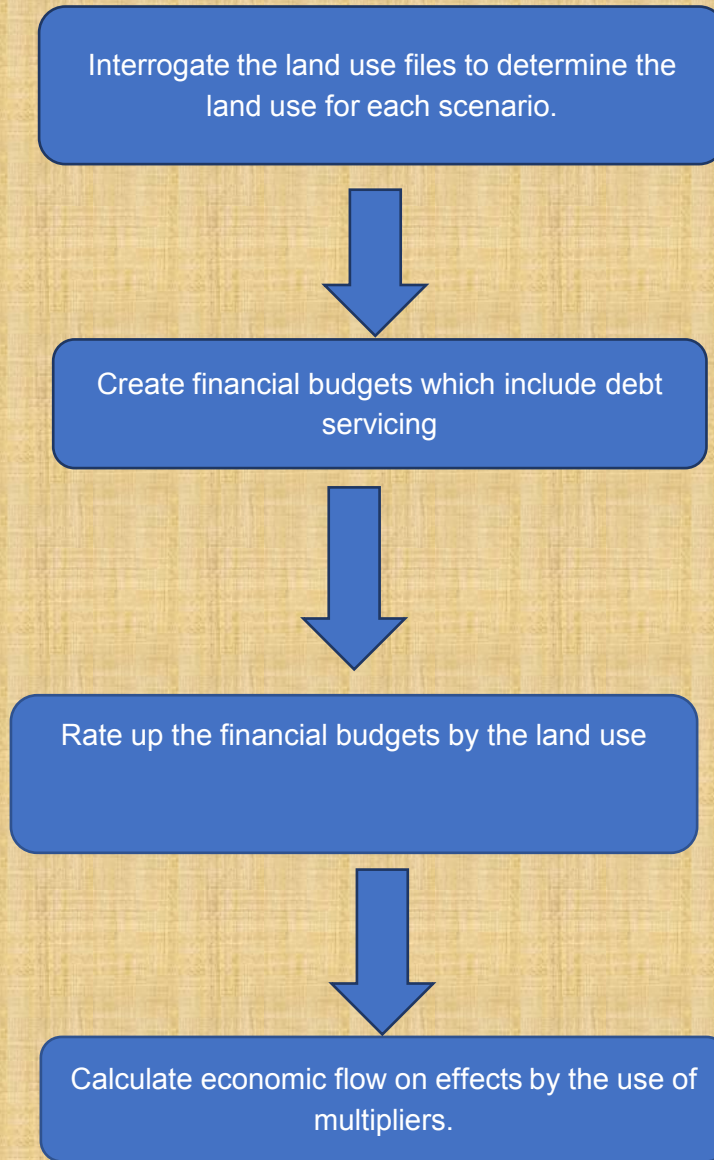 Interrogate the land use files to determine the
land use for each scenario.
Create financial budgets which include debt
servicing
Rate up the financial budgets by the land use
Calculate economic flow on effects by the use of
multipliers.